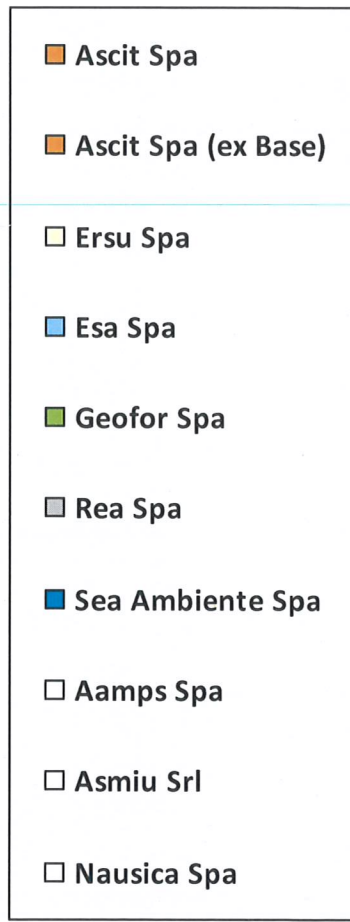 Ascit Spa
Ascit Spa (ex Base)
Ersu Spa
Esa Spa
Geofor Spa
Rea Spa
Sea Ambiente Spa
Aamps Spa
Asmiu Srl
Nausica Spa